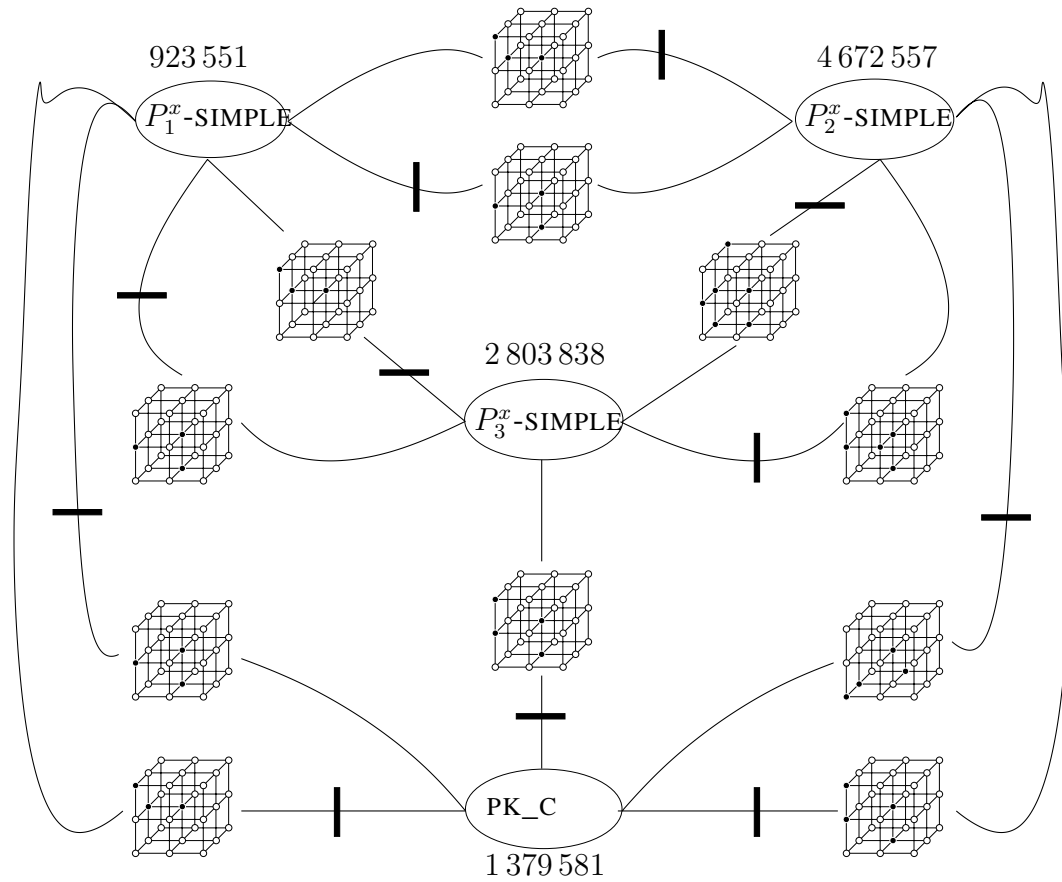 923 551
4 672 557
P_1^x-SIMPLE
P_2^x-SIMPLE
2 803 838
P_3^x-SIMPLE
PK_C
1 379 581